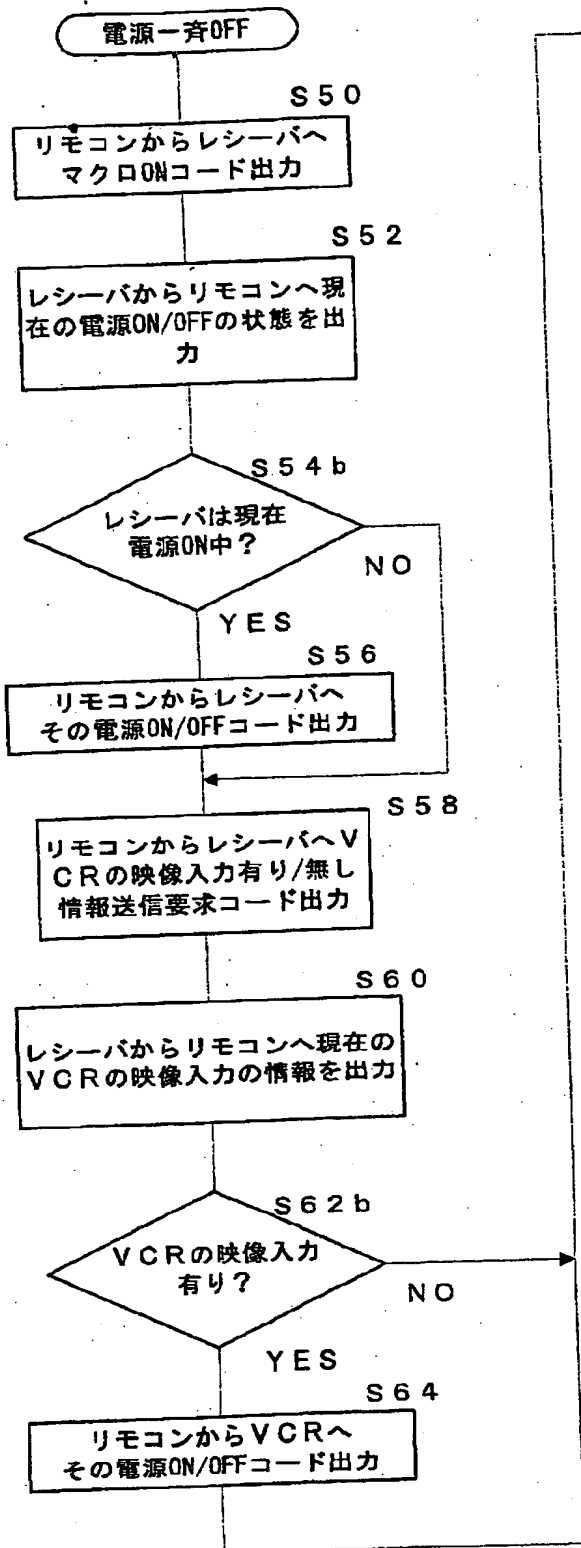 電源一斉OFF
S50
リモコンからレシーバへ
マクロONコード出力
S52
レシーバからリモコンへ現
在の電源ON/OFFの状態を出
力
S54b
レシーバは現在
電源ON中?
NO
YES
S56
リモコンからレシーバへ
その電源ON/OFFコード出力
S58
リモコンからレシーバへV
CRの映像入力有り/無し
情報送信要求コード出力
S60
レシーバからリモコンへ現在の
VCRの映像入力の情報を出力
S62b
VCRの映像入力
有り?
NO
YES
S64
リモコンからVCRへ
その電源ON/OFFコード出力